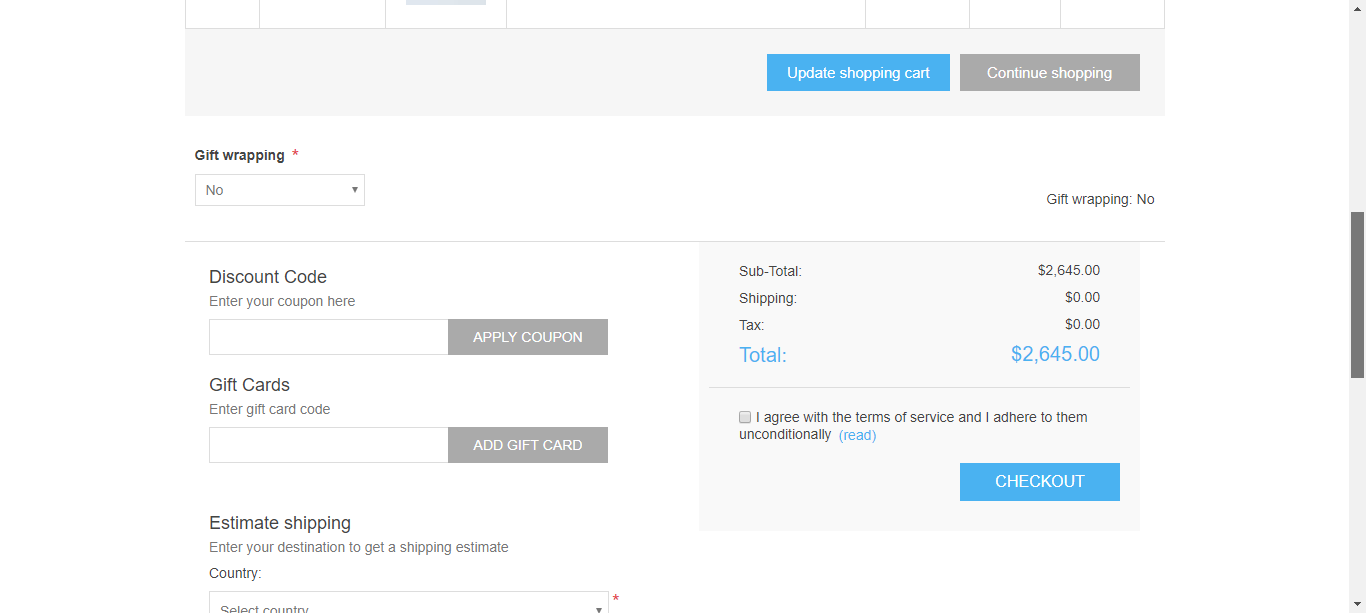 Update shopping cart
Continue shopping
Gift wrapping *
No
Gift wrapping: No
Discount Code
Enter your coupon here
APPLY COUPON
Gift Cards
Enter gift card code
ADD GIFT CARD
Estimate shipping
Enter your destination to get a shipping estimate
Country:
Select country
*
Sub-Total: $2,645.00
Shipping: $0.00
Tax: $0.00
Total: $2,645.00
I agree with the terms of service and I adhere to them
unconditionally (read)
CHECKOUT